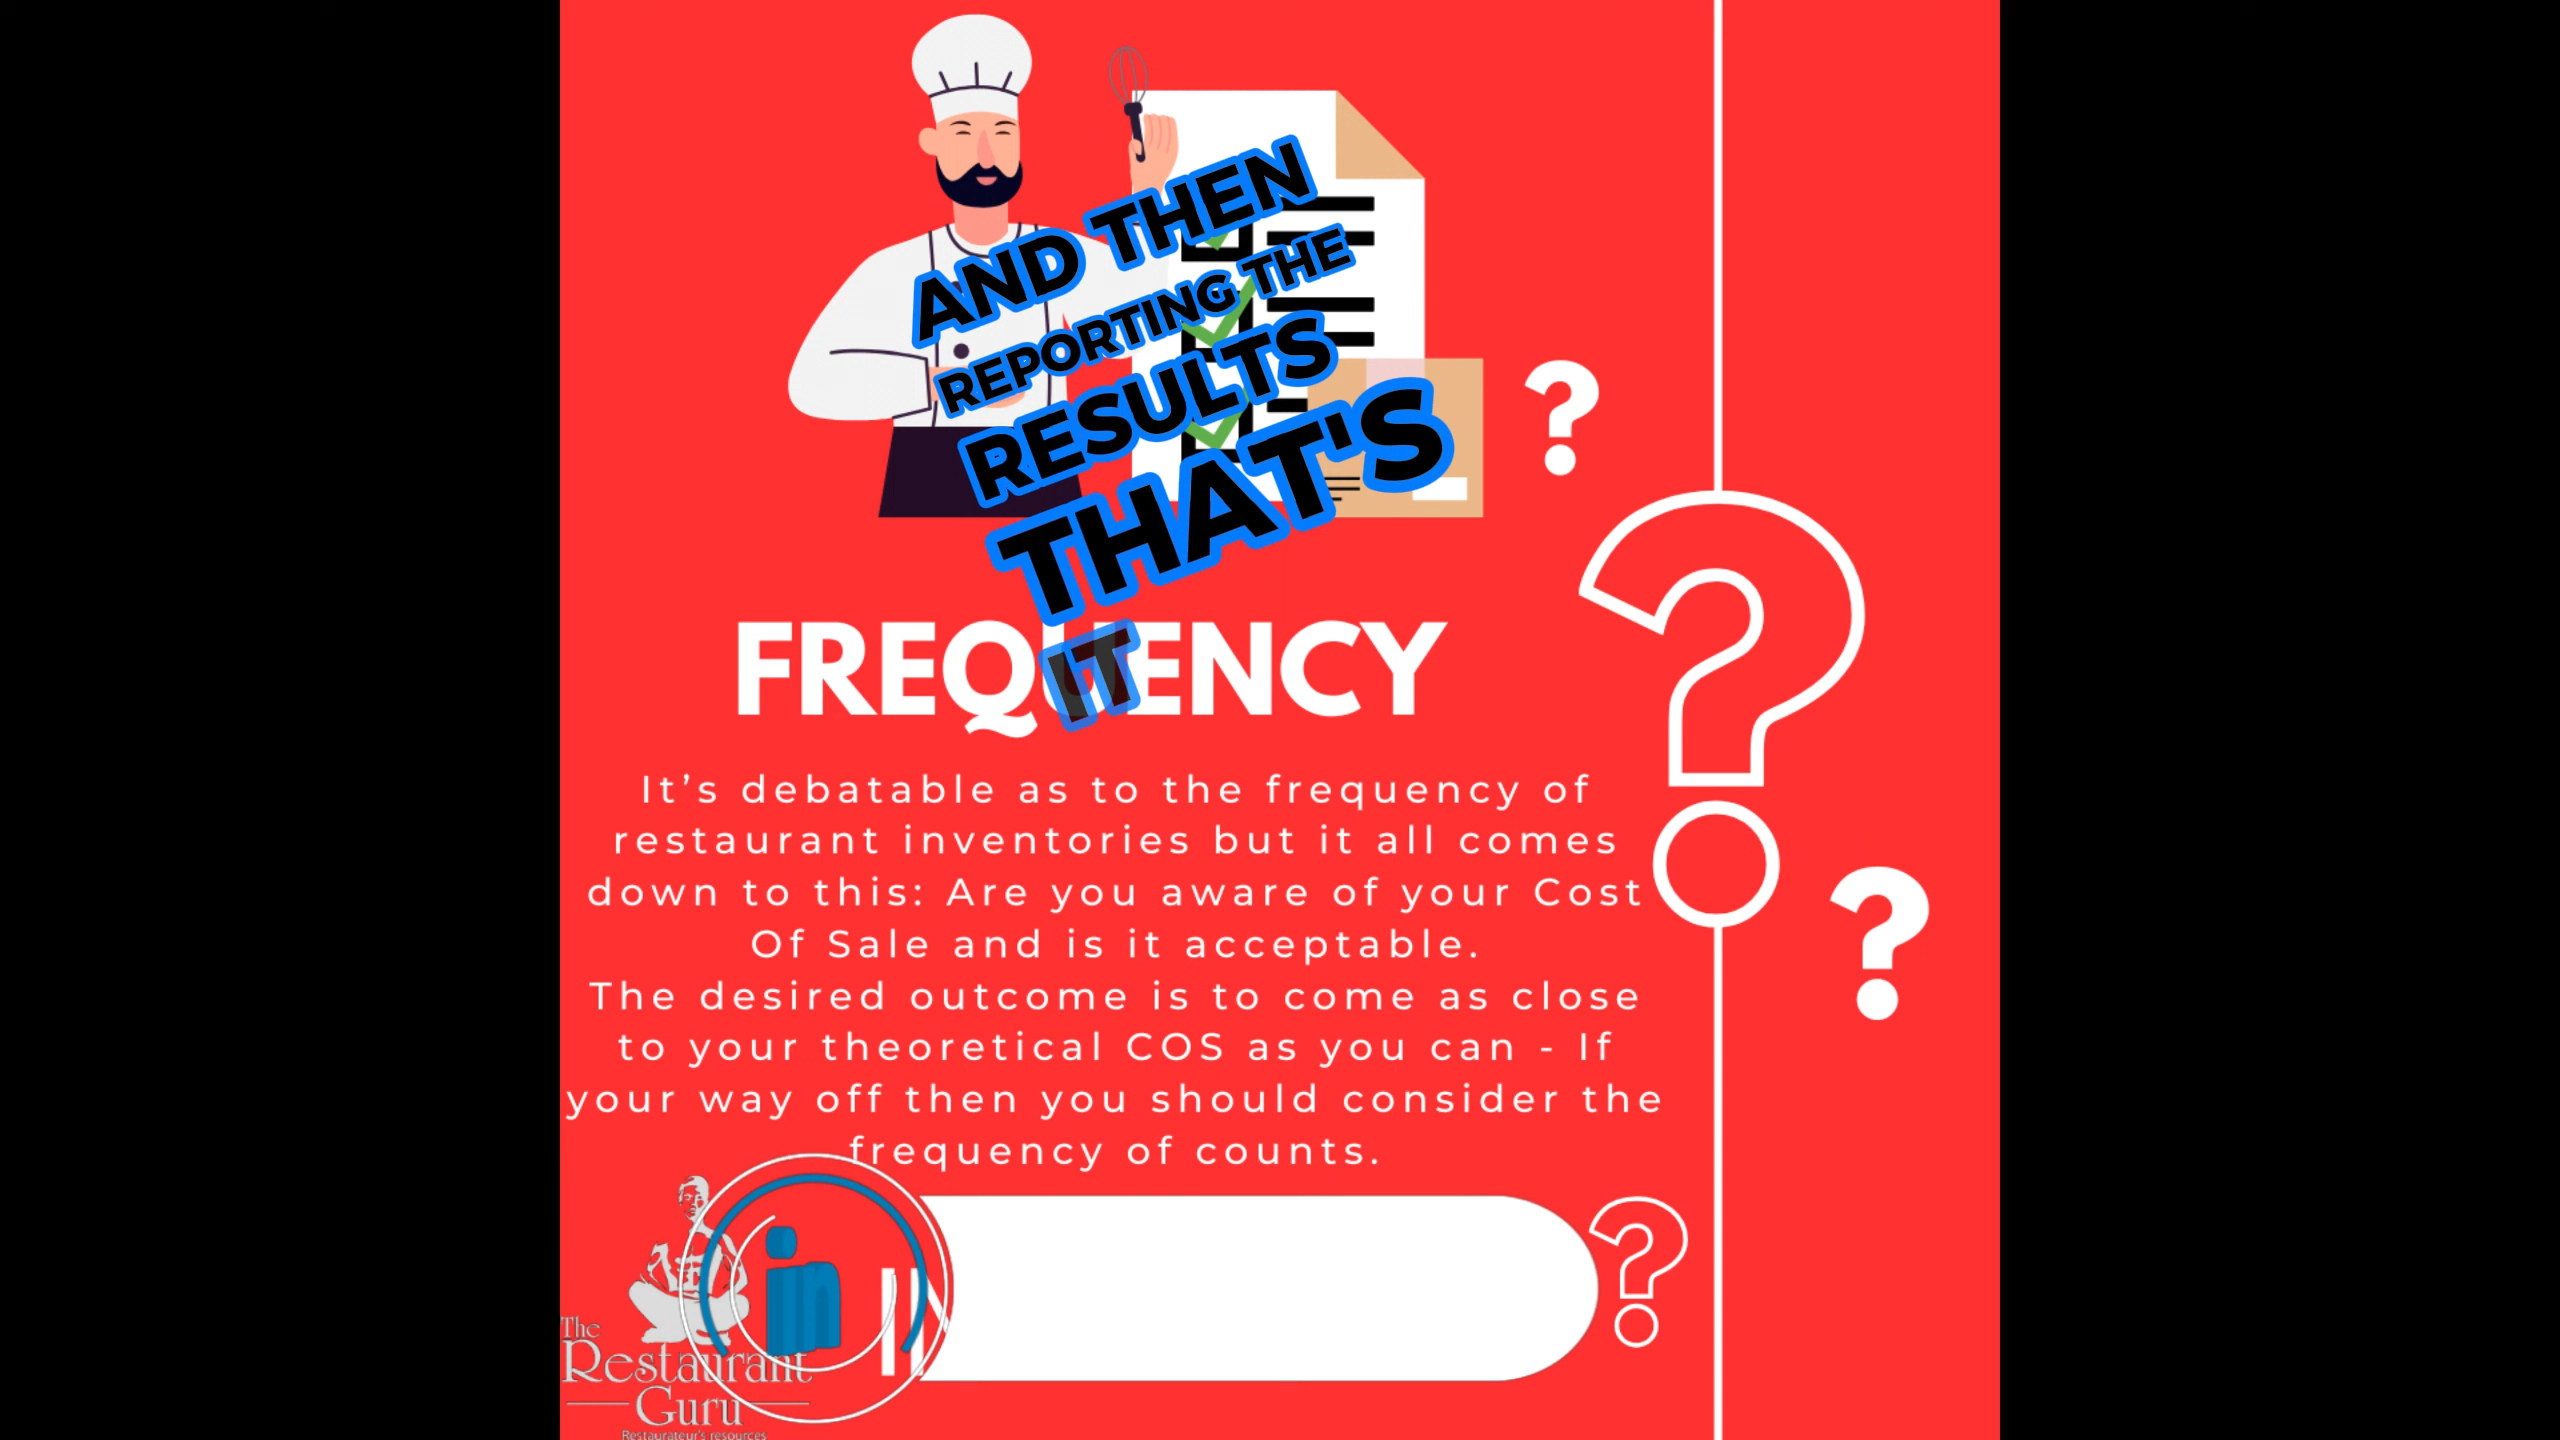 AND THEN
REPORTING THE
RESULTS
THAT'S
IT
FREQUENCY
It’s debatable as to the frequency of
restaurant inventories but it all comes
down to this: Are you aware of your Cost
Of Sale and is it acceptable.
The desired outcome is to come as close
to your theoretical COS as you can - If
your way off then you should consider the
frequency of counts.
in
The
Restaurant
Guru
Restaurateur's resources